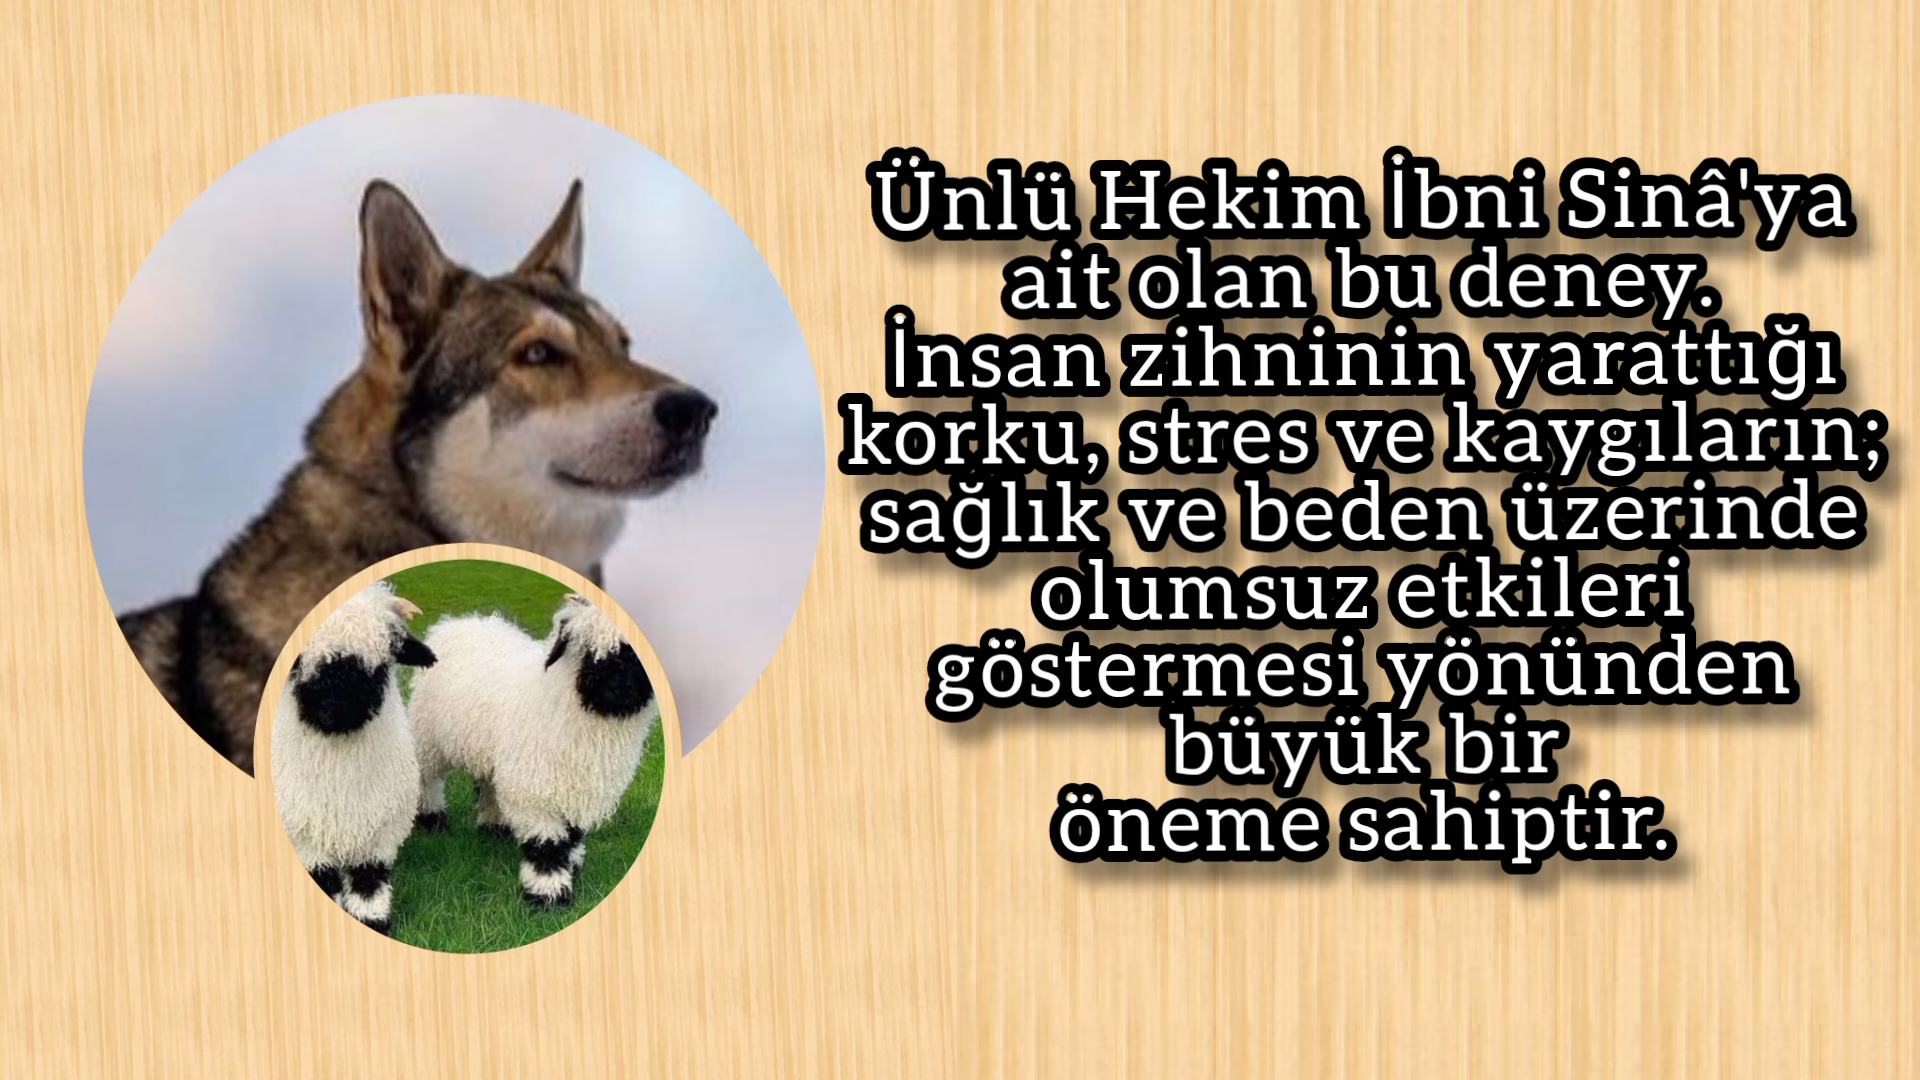 Ünlü Hekim İbni Sinâ'ya
ait olan bu deney.
İnsan zihninin yarattığı
korku, stres ve kaygıların;
sağlık ve beden üzerinde
olumsuz etkileri
göstermesi yönünden
büyük bir
öneme sahiptir.